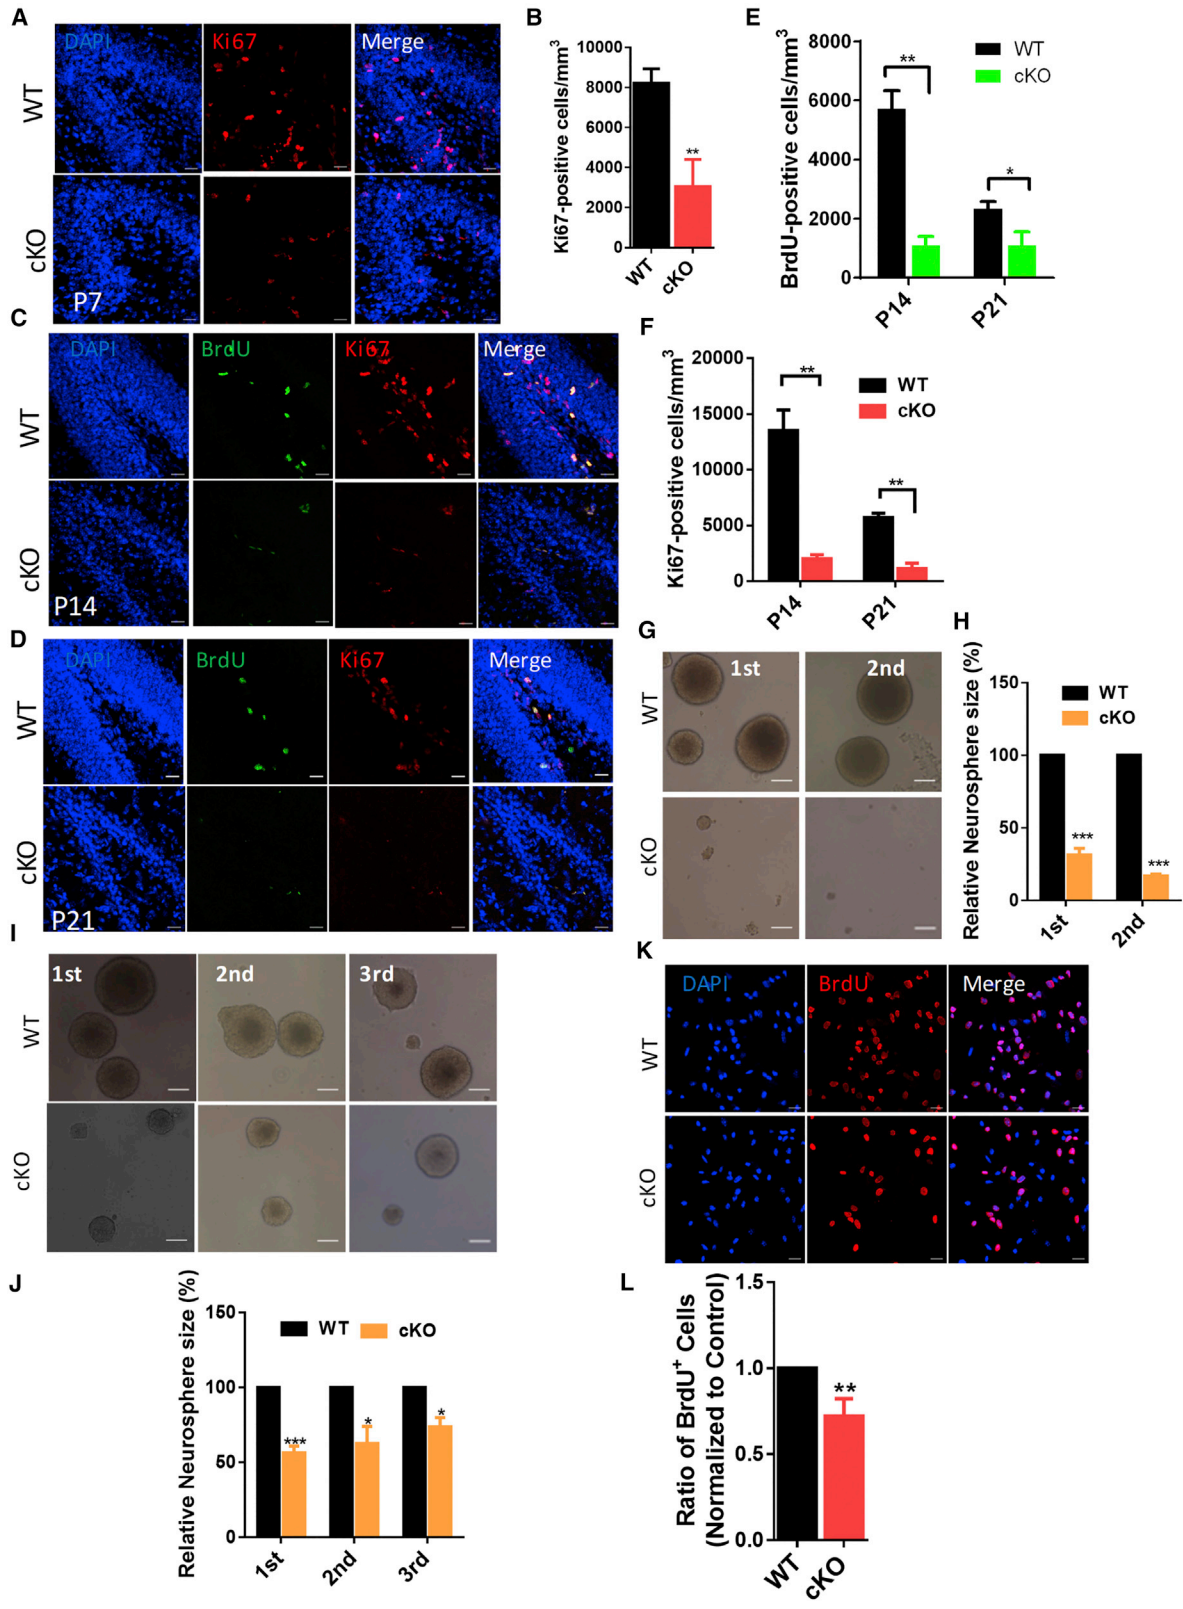 A
DAPI Ki67 Merge
WT
cKO
P7
B
Ki67-positive cells/mm3
10000
8000
6000
4000
2000
0
**
WT cKO
E
BrdU-positive cells/mm3
8000
6000
4000
2000
0
WT
cKO
**
*
P14 P21
C
DAPI BrdU Ki67 Merge
WT
cKO
P14
F
Ki67-positive cells/mm3
20000
15000
10000
5000
0
WT
cKO
**
**
P14 P21
D
DAPI BrdU Ki67 Merge
WT
cKO
P21
G
1st 2nd
WT
cKO
H
Relative Neurosphere size (%)
150
100
50
0
WT
cKO
***
***
1st 2nd
I
1st 2nd 3rd
WT
cKO
K
DAPI BrdU Merge
WT
cKO
J
Relative Neurosphere size (%)
150
100
50
0
WT cKO
***
*
*
1st 2nd 3rd
L
Ratio of BrdU+ Cells
(Normalized to Control)
1.5
1.0
0.5
0.0
**
WT cKO